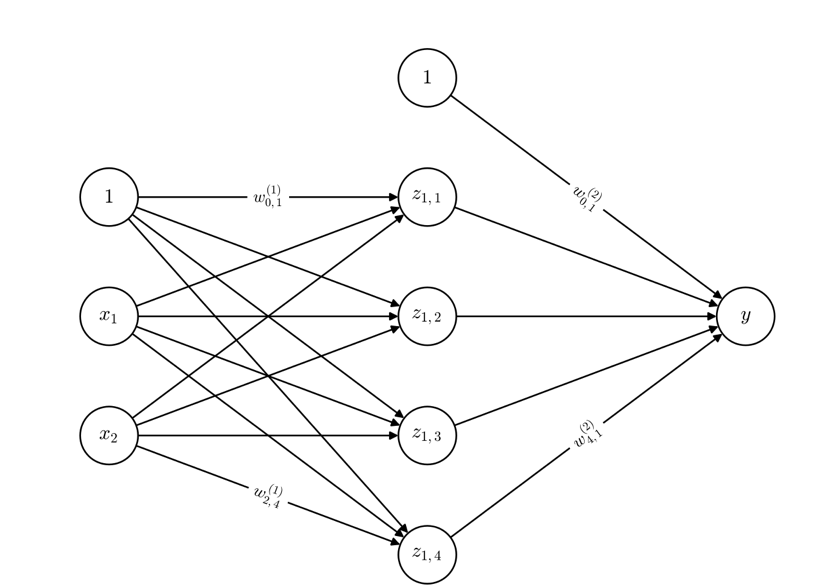 1
w_{0,1}^{(2)}
1
w_{0,1}^{(1)}
z_{1,1}
x_1
z_{1,2}
y
x_2
z_{1,3}
w_{4,1}^{(2)}
w_{2,4}^{(1)}
z_{1,4}